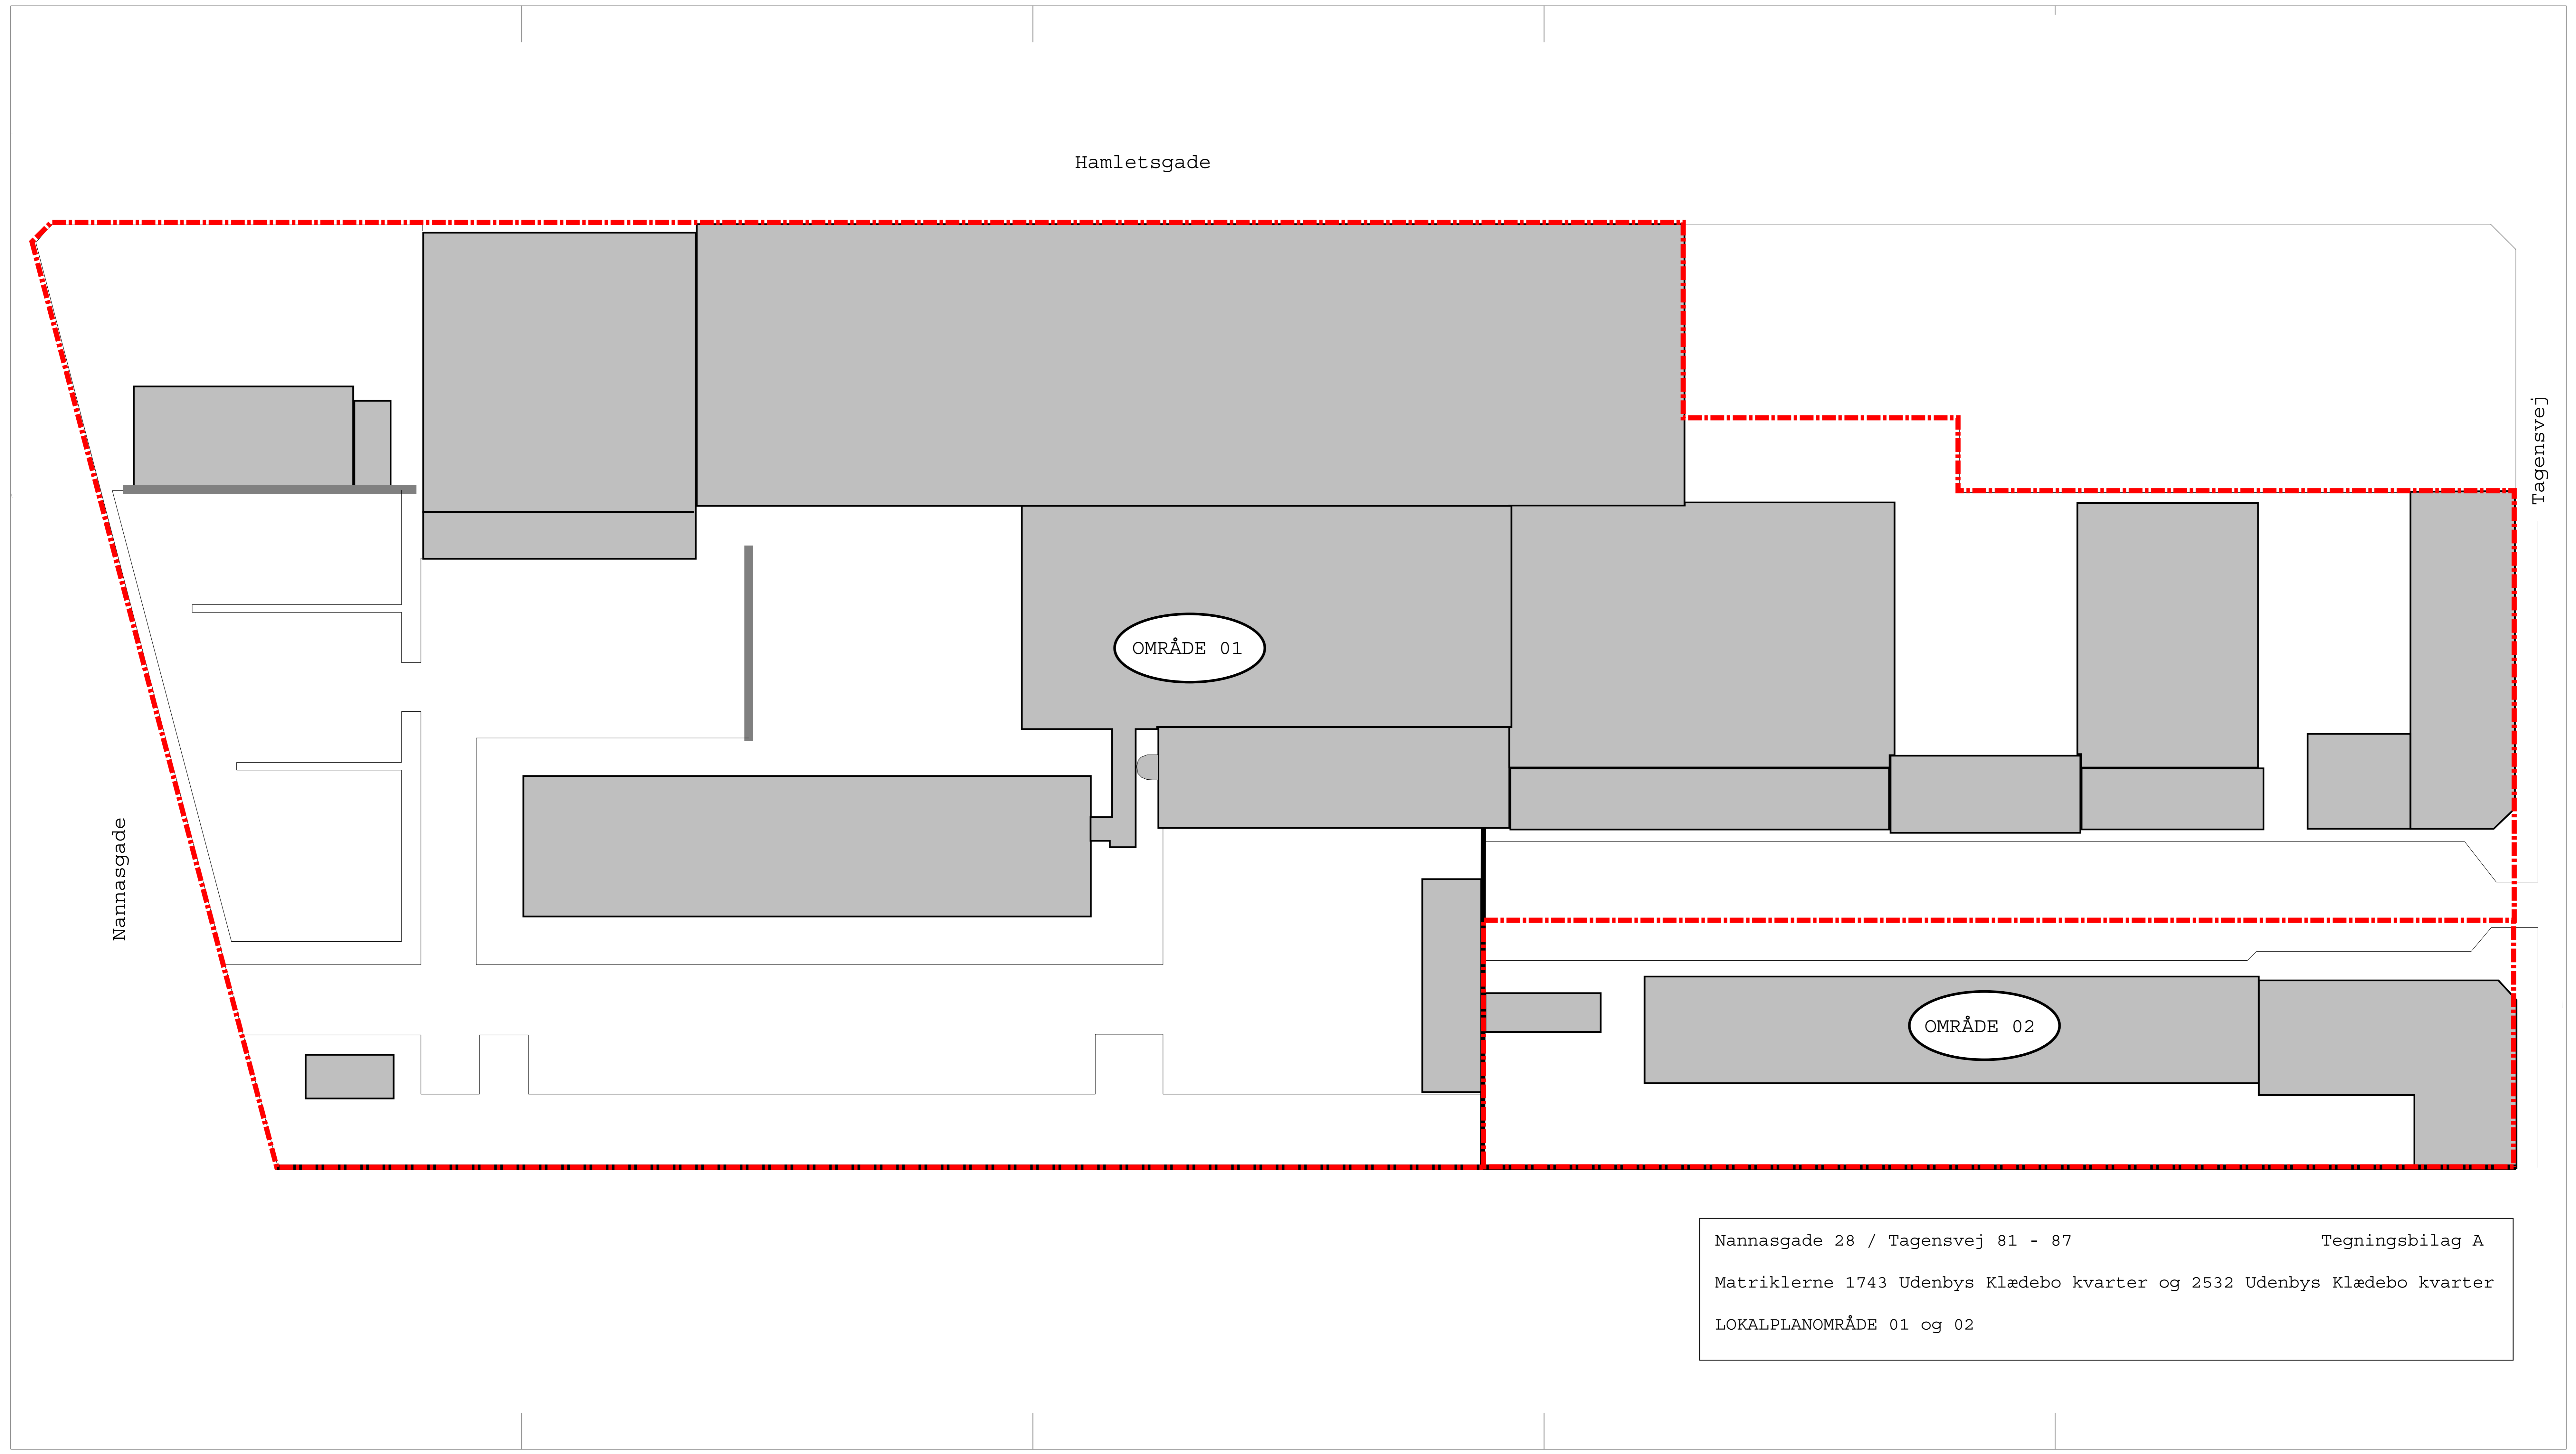 Hamletsgade
Tagensvej
OMRÅDE 01
Nannasgade
OMRÅDE 02
Nannasgade 28 / Tagensvej 81 - 87 Tegningsbilag A
Matriklerne 1743 Udenbys Klædebo kvarter og 2532 Udenbys Klædebo kvarter
LOKALPLANOMRÅDE 01 og 02